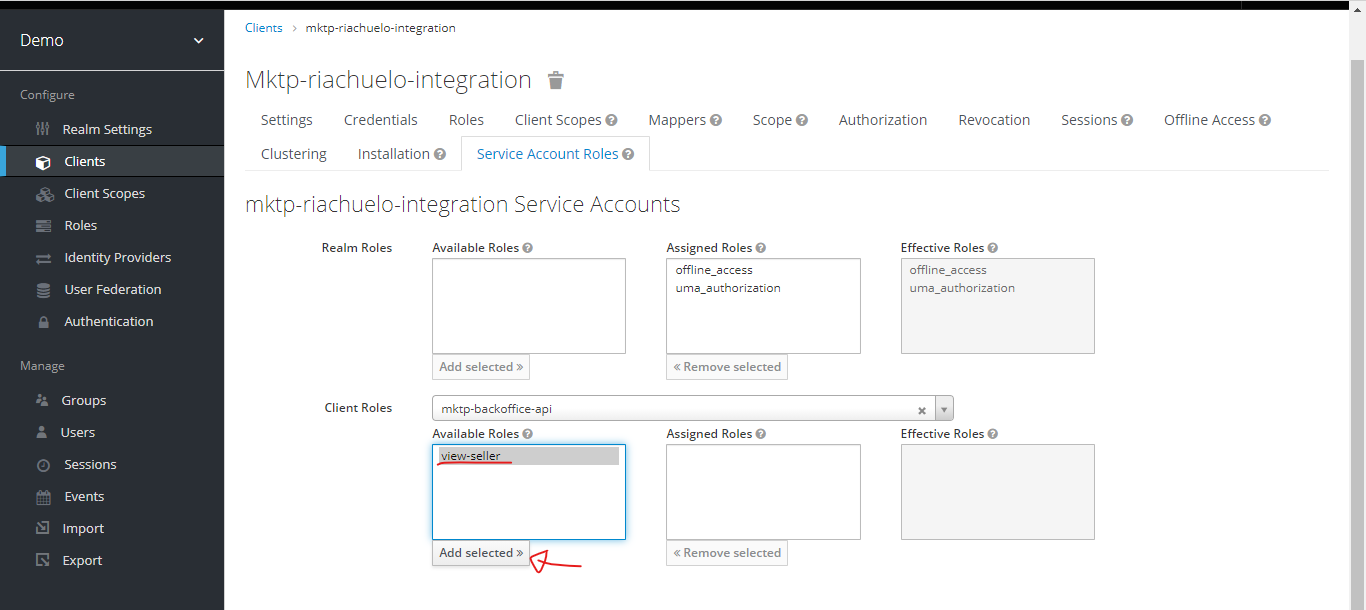 Demo
Configure
Realm Settings
Clients
Client Scopes
Roles
Identity Providers
User Federation
Authentication
Manage
Groups
Users
Sessions
Events
Import
Export
Clients › mktp-riachuelo-integration
Mktp-riachuelo-integration
Settings Credentials Roles Client Scopes ? Mappers ? Scope ? Authorization Revocation Sessions ? Offline Access ?
Clustering Installation ? Service Account Roles ?
mktp-riachuelo-integration Service Accounts
Realm Roles Available Roles ? Assigned Roles ? Effective Roles ?
offline_access offline_access
uma_authorization uma_authorization
Add selected » « Remove selected
Client Roles mktp-backoffice-api ×
Available Roles ? Assigned Roles ? Effective Roles ?
view-seller
Add selected » « Remove selected